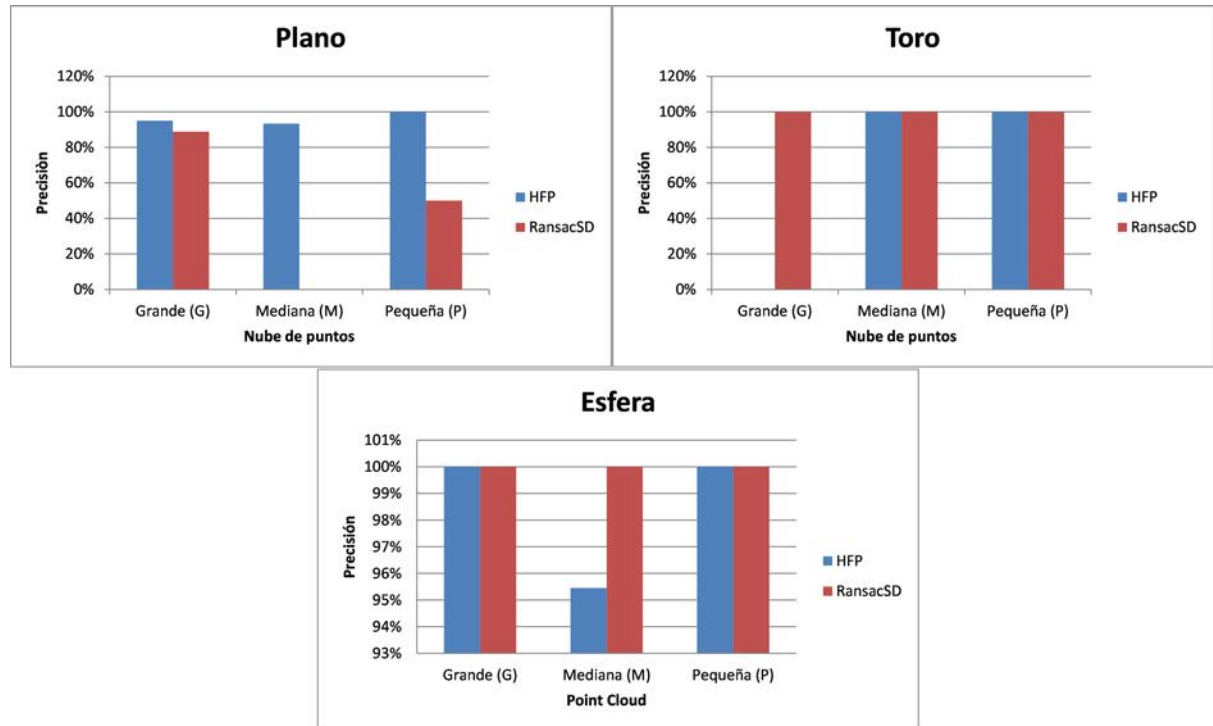 Plano
120%
100%
80%
60%
40%
20%
0%
Precisiòn
Grande (G) Mediana (M) Pequeña (P)
Nube de puntos
HFP
RansacSD
Toro
120%
100%
80%
60%
40%
20%
0%
Precisión
Grande (G) Mediana (M) Pequeña (P)
Nube de puntos
HFP
RansacSD
Esfera
101%
100%
99%
98%
97%
96%
95%
94%
93%
Precisión
Grande (G) Mediana (M) Pequeña (P)
Point Cloud
HFP
RansacSD